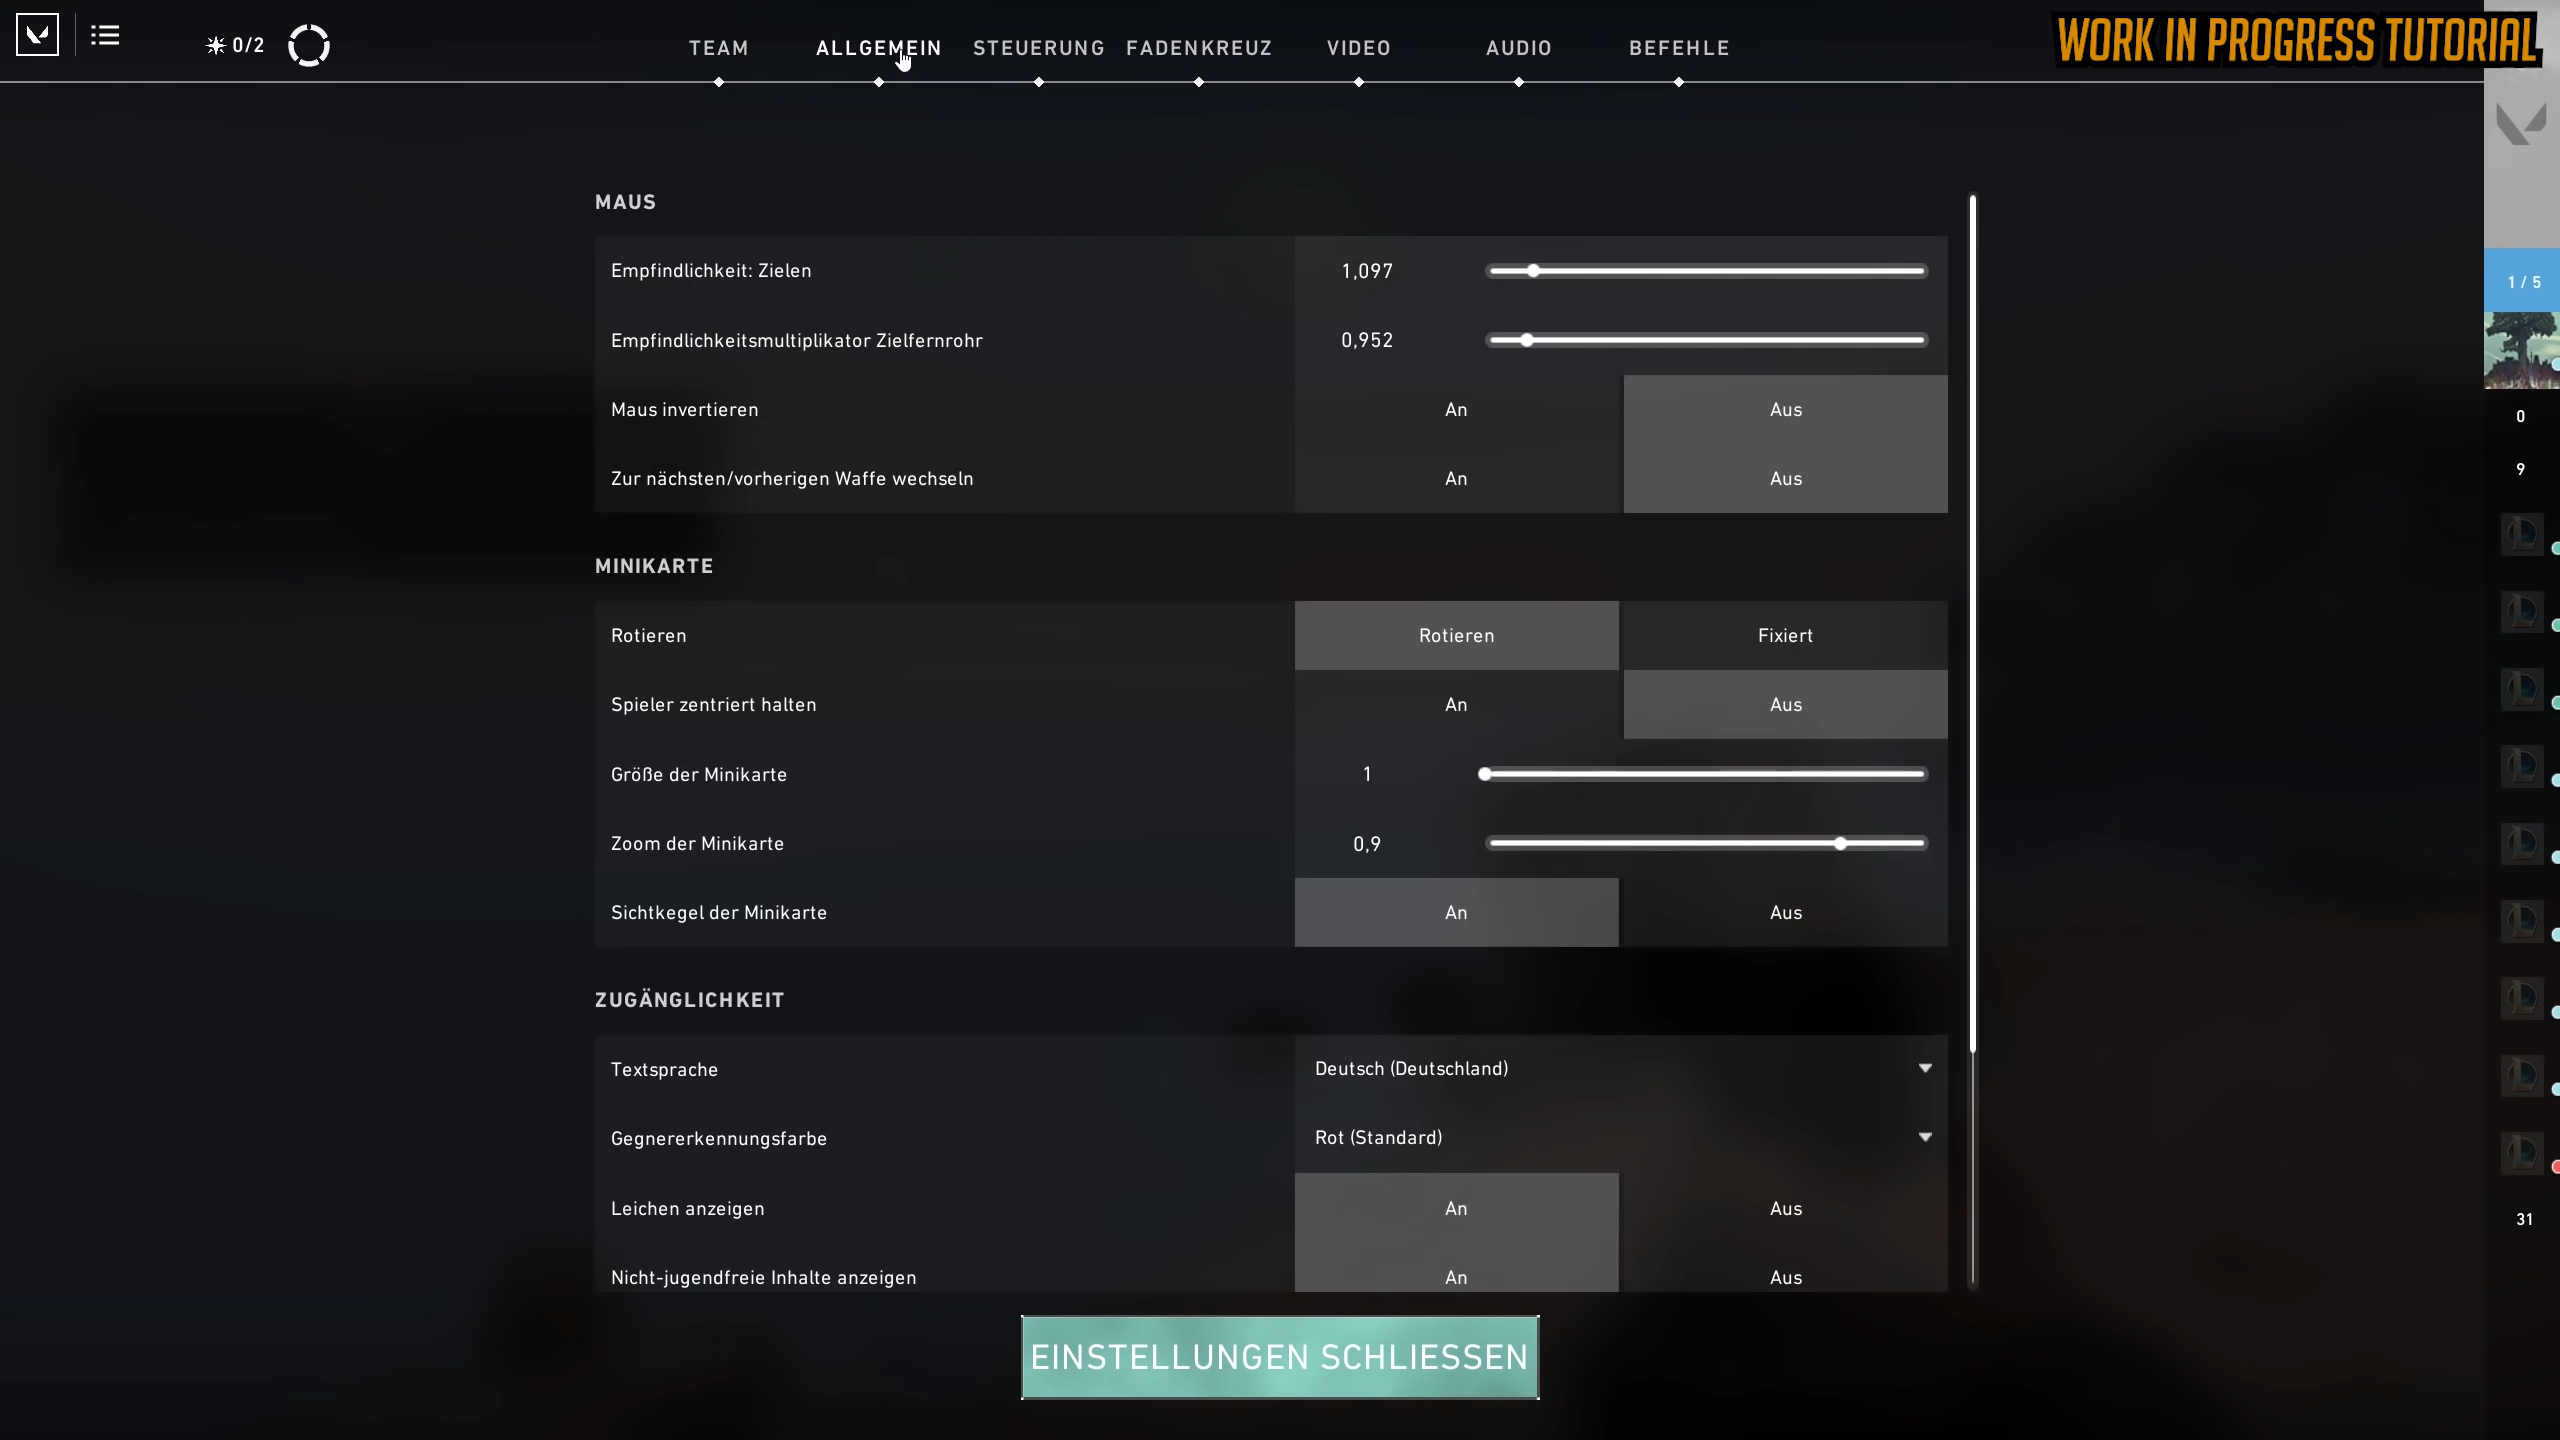 0/2
TEAM ALLGEMEIN STEUERUNG FADENKREUZ VIDEO AUDIO BEFEHLE
WORK IN PROGRESS TUTORIAL
MAUS
Empfindlichkeit: Zielen 1,097
Empfindlichkeitsmultiplikator Zielfernrohr 0,952
Maus invertieren An Aus
Zur nächsten/vorherigen Waffe wechseln An Aus
MINIKARTE
Rotieren Rotieren Fixiert
Spieler zentriert halten An Aus
Größe der Minikarte 1
Zoom der Minikarte 0,9
Sichtkegel der Minikarte An Aus
ZUGÄNGLICHKEIT
Textsprache Deutsch (Deutschland)
Gegnererkennungsfarbe Rot (Standard)
Leichen anzeigen An Aus
Nicht-jugendfreie Inhalte anzeigen An Aus
EINSTELLUNGEN SCHLIESSEN
1 / 5
0
9
31